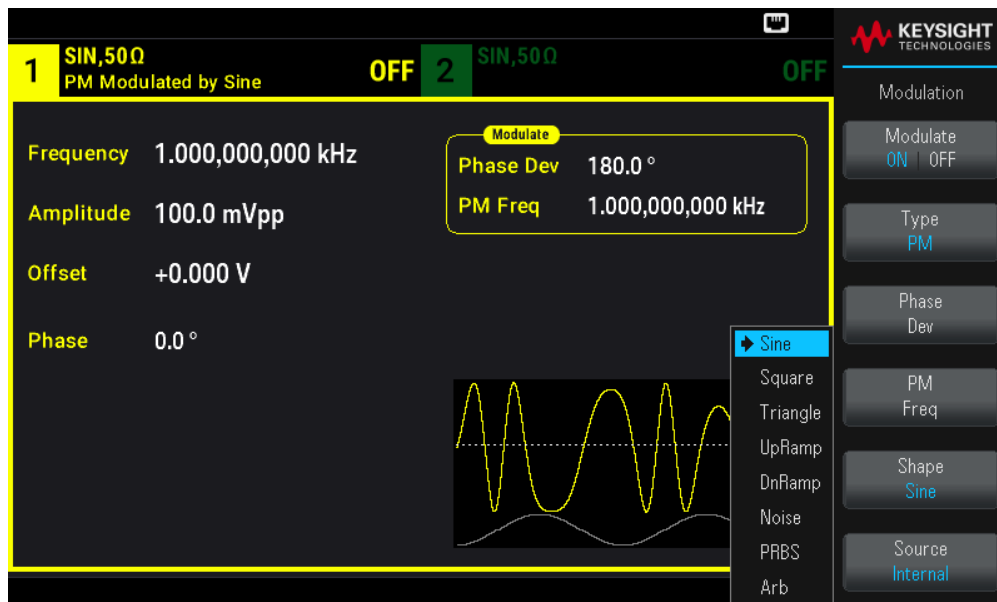 KEYSIGHT
TECHNOLOGIES
1 SIN,50Ω
PM Modulated by Sine
OFF
2 SIN,50Ω
OFF
Frequency 1.000,000,000 kHz
Amplitude 100.0 mVpp
Offset +0.000 V
Phase 0.0 °
Modulate
Phase Dev 180.0 °
PM Freq 1.000,000,000 kHz
Sine
Square
Triangle
UpRamp
DnRamp
Noise
PRBS
Arb
Modulation
Modulate
ON | OFF
Type
PM
Phase
Dev
PM
Freq
Shape
Sine
Source
Internal